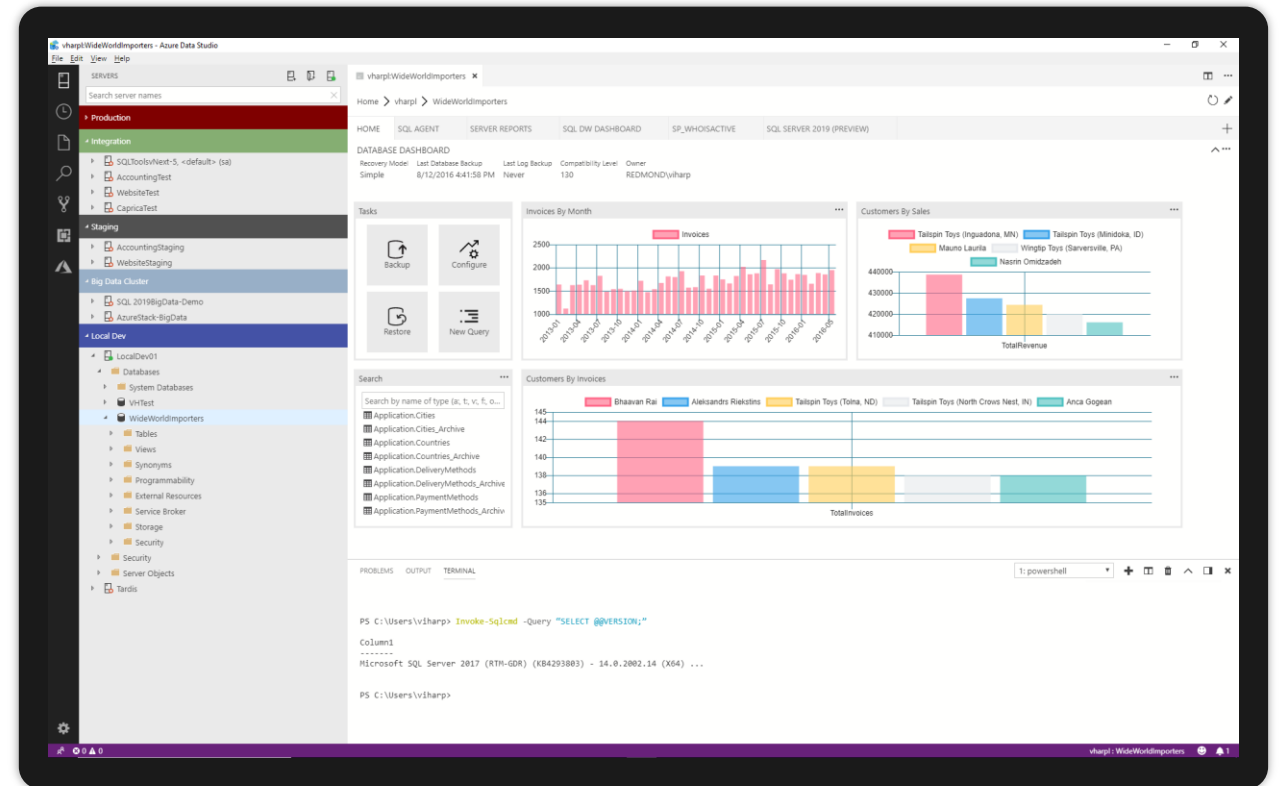 vharpl:WideWorldImporters - Azure Data Studio
File Edit View Help
SERVERS
Search server names
Production
Integration
SQLToolsvNext-5, <default> (sa)
AccountingTest
WebsiteTest
CapricaTest
Staging
AccountingStaging
WebsiteStaging
Big Data Cluster
SQL 2019BigData-Demo
AzureStack-BigData
Local Dev
LocalDev01
Databases
System Databases
VHTest
WideWorldImporters
Tables
Views
Synonyms
Programmability
External Resources
Service Broker
Storage
Security
Security
Server Objects
Tardis
vharpl:WideWorldImporters
Home vharpl WideWorldImporters
HOME SQL AGENT SERVER REPORTS SQL DW DASHBOARD SP_WHOISACTIVE SQL SERVER 2019 (PREVIEW)
DATABASE DASHBOARD
Recovery Model Last Database Backup Last Log Backup Compatibility Level Owner
Simple 8/12/2016 4:41:58 PM Never 130 REDMOND\viharp
Tasks
Backup Configure
Restore New Query
Invoices By Month
Invoices
2500
2000
1500
1000
2013-01 2013-04 2013-07 2013-10 2014-01 2014-04 2014-07 2014-10 2015-01 2015-04 2015-07 2015-10 2016-01 2016-05
Customers By Sales
Tailspin Toys (Inguadona, MN) Tailspin Toys (Minidoka, ID)
Mauno Laurila Wingtip Toys (Sarversville, PA)
Nasrin Omidzadeh
440000
430000
420000
410000
TotalRevenue
Search
Search by name of type (a:, t:, v:, f:, o...
Application.Cities
Application.Cities_Archive
Application.Countries
Application.Countries_Archive
Application.DeliveryMethods
Application.DeliveryMethods_Archive
Application.PaymentMethods
Application.PaymentMethods_Archiv
Customers By Invoices
Bhaavan Rai Aleksandrs Riekstins Tailspin Toys (Tolna, ND) Tailspin Toys (North Crows Nest, IN) Anca Gogean
145
144
142
140
138
136
135
TotalInvoices
PROBLEMS OUTPUT TERMINAL
1: powershell
PS C:\Users\viharp> Invoke-Sqlcmd -Query “SELECT @@VERSION;”
Column1
-------
Microsoft SQL Server 2017 (RTM-GDR) (KB4293803) - 14.0.2002.14 (X64) ...
PS C:\Users\viharp>
0 0
vharpl : WideWorldImporters 1